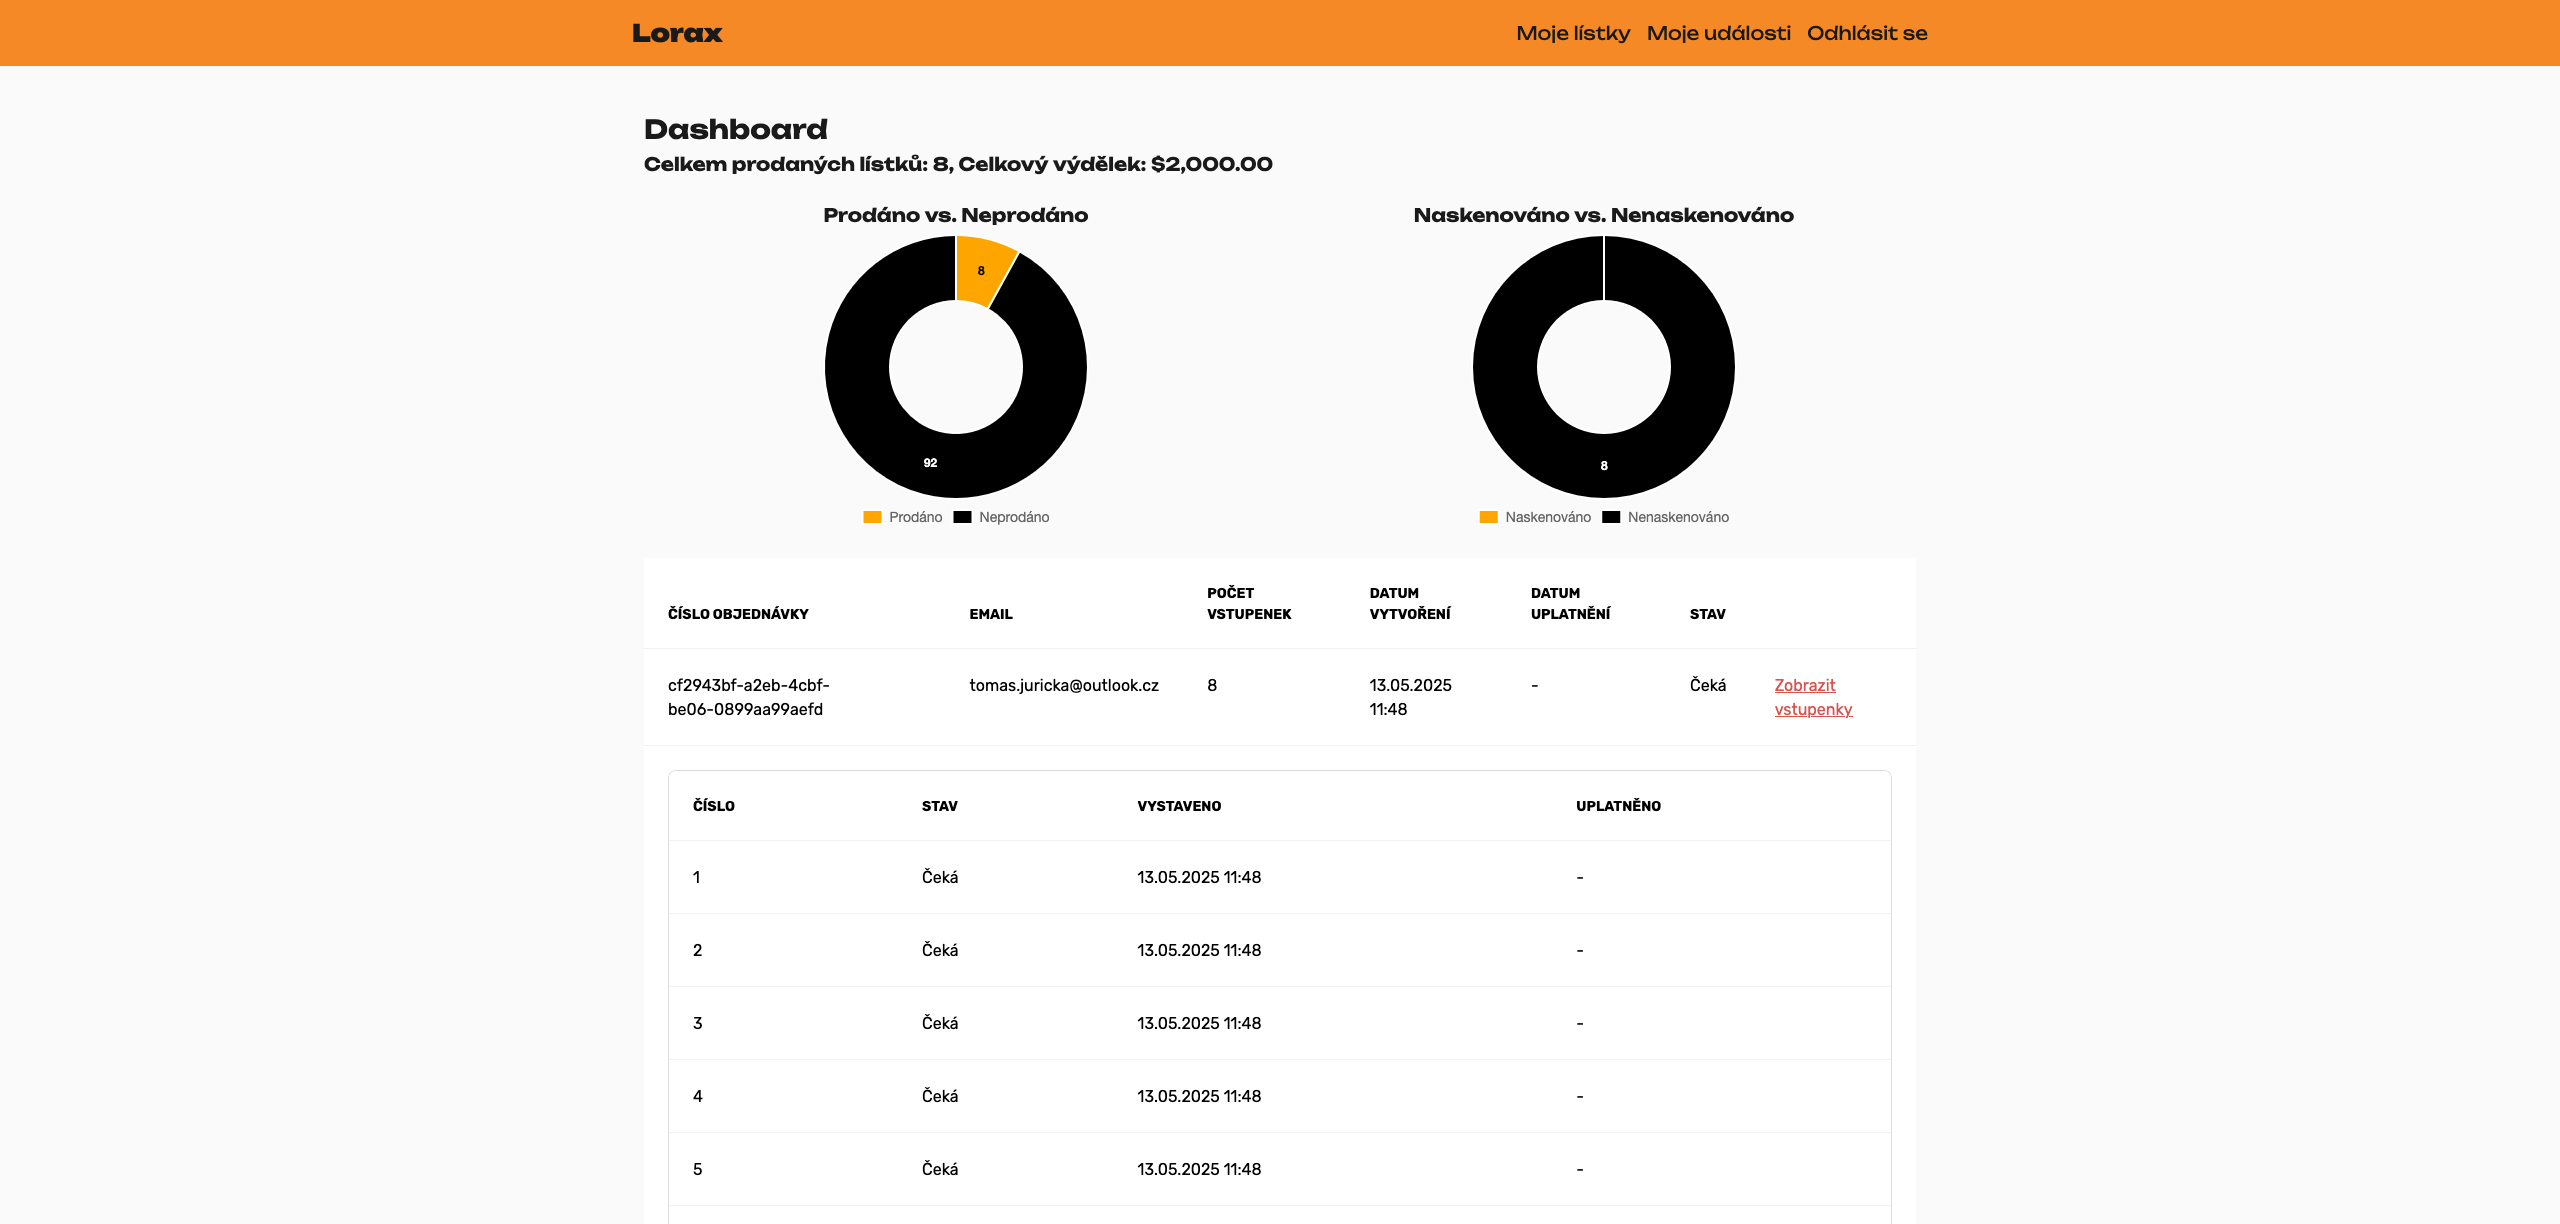 Lorax
Moje lístky Moje události Odhlásit se
Dashboard
Celkem prodaných lístků: 8, Celkový výdělek: $2,000.00
Prodáno vs. Neprodáno
8
92
Prodáno Neprodáno
Naskenováno vs. Nenaskenováno
8
Naskenováno Nenaskenováno
ČÍSLO OBJEDNÁVKY EMAIL POČET VSTUPENEK DATUM VYTVOŘENÍ DATUM UPLATNĚNÍ STAV
cf2943bf-a2eb-4cbf- tomas.juricka@outlook.cz 8 13.05.2025 - Čeká Zobrazit
be06-0899aa99aefd 11:48 vstupenky
ČÍSLO STAV VYSTAVENO UPLATNĚNO
1 Čeká 13.05.2025 11:48 -
2 Čeká 13.05.2025 11:48 -
3 Čeká 13.05.2025 11:48 -
4 Čeká 13.05.2025 11:48 -
5 Čeká 13.05.2025 11:48 -